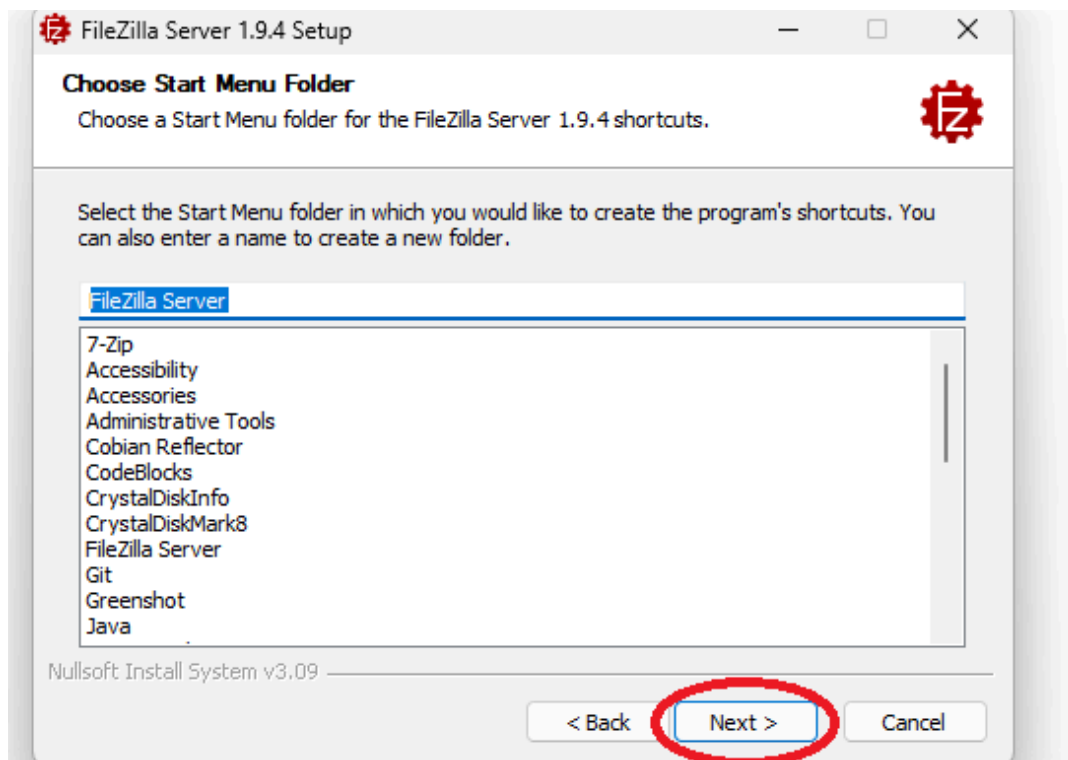 FileZilla Server 1.9.4 Setup
Choose Start Menu Folder
Choose a Start Menu folder for the FileZilla Server 1.9.4 shortcuts.
Fz
Select the Start Menu folder in which you would like to create the program's shortcuts. You
can also enter a name to create a new folder.
FileZilla Server
7-Zip
Accessibility
Accessories
Administrative Tools
Cobian Reflector
CodeBlocks
CrystalDiskInfo
CrystalDiskMark8
FileZilla Server
Git
Greenshot
Java
Nullsoft Install System v3.09
< Back
Next >
Cancel